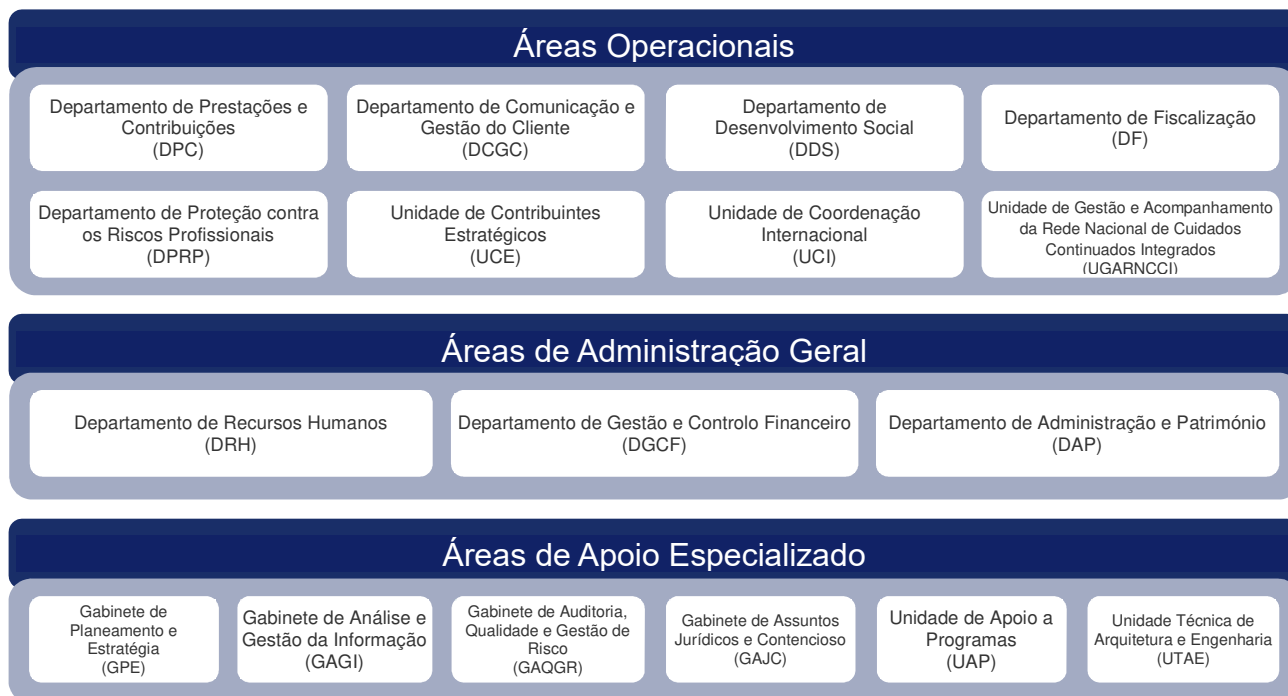 Áreas Operacionais
Departamento de Prestações e
Contribuições
(DPC)
Departamento de Comunicação e
Gestão do Cliente
(DCGC)
Departamento de
Desenvolvimento Social
(DDS)
Departamento de Fiscalização
(DF)
Departamento de Proteção contra
os Riscos Profissionais
(DPRP)
Unidade de Contribuintes
Estratégicos
(UCE)
Unidade de Coordenação
Internacional
(UCI)
Unidade de Gestão e Acompanhamento
da Rede Nacional de Cuidados
Continuados Integrados
(UGARNCCI)
Áreas de Administração Geral
Departamento de Recursos Humanos
(DRH)
Departamento de Gestão e Controlo Financeiro
(DGCF)
Departamento de Administração e Património
(DAP)
Áreas de Apoio Especializado
Gabinete de
Planeamento e
Estratégia
(GPE)
Gabinete de Análise e
Gestão da Informação
(GAGI)
Gabinete de Auditoria,
Qualidade e Gestão de
Risco
(GAQGR)
Gabinete de Assuntos
Jurídicos e Contencioso
(GAJC)
Unidade de Apoio a
Programas
(UAP)
Unidade Técnica de
Arquitetura e Engenharia
(UTAE)